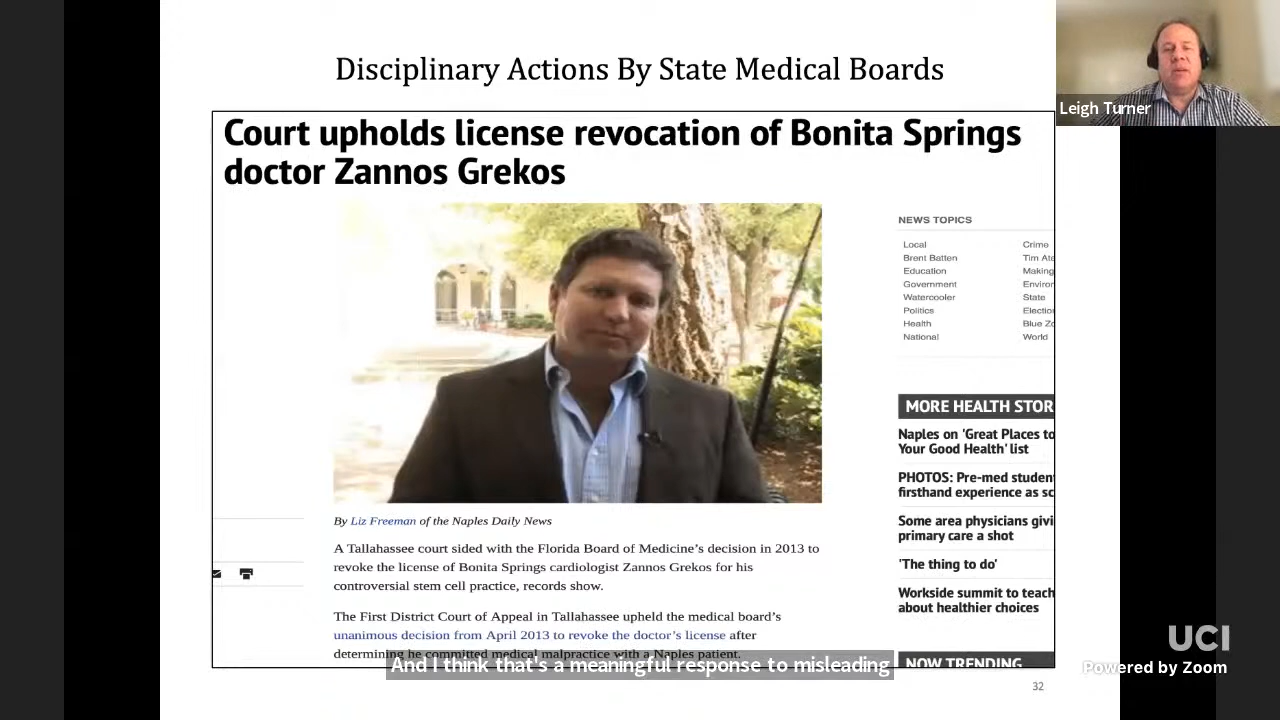 Disciplinary Actions By State Medical Boards
Leigh Turner
Court upholds license revocation of Bonita Springs
doctor Zannos Grekos
By Liz Freeman of the Naples Daily News
A Tallahassee court sided with the Florida Board of Medicine's decision in 2013 to
revoke the license of Bonita Springs cardiologist Zannos Grekos for his
controversial stem cell practice, records show.
The First District Court of Appeal in Tallahassee upheld the medical board's
unanimous decision from April 2013 to revoke the doctor's license after
determining he committed medical malpractice with a Naples patient.
NEWS TOPICS
Local
Brent Batten
Education
Government
Watercooler
Politics
Health
National
Crime
Tim Ato
Making
Enviror
State
Electio
Blue Zo
World
MORE HEALTH STOR
Naples on 'Great Places to
Your Good Health' list
PHOTOS: Pre-med student
firsthand experience as sc
Some area physicians givi
primary care a shot
'The thing to do'
Workside summit to teach
about healthier choices
NOW TRENDING
And I think that's a meaningful response to misleading
UCI
Powered by Zoom
32